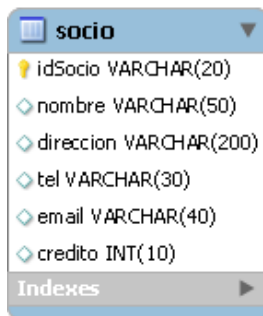 socio
idSocio VARCHAR(20)
nombre VARCHAR(50)
direccion VARCHAR(200)
tel VARCHAR(30)
email VARCHAR(40)
credito INT(10)
Indexes